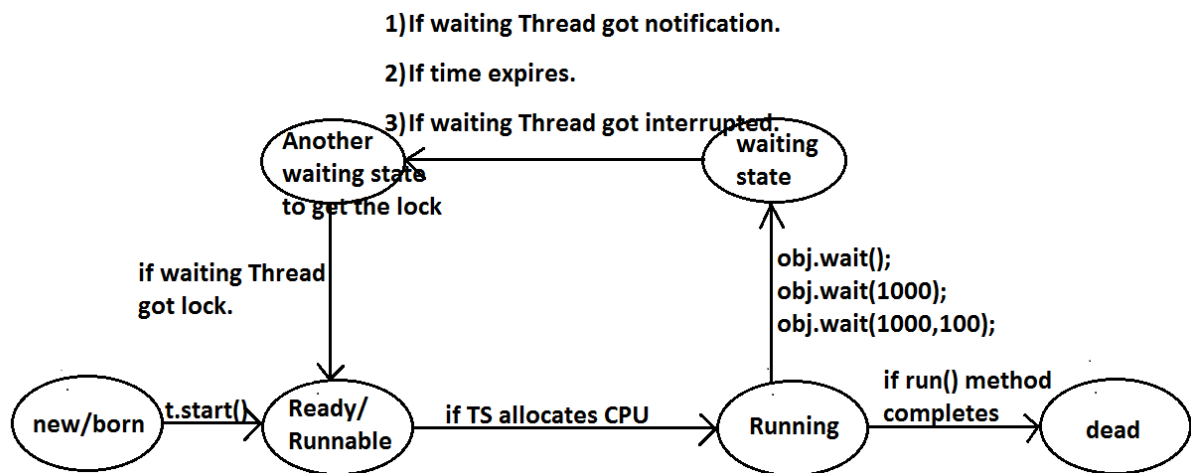 1) If waiting Thread got notification.
2) If time expires.
3) If waiting Thread got interrupted.
Another
waiting state
to get the lock
waiting
state
if waiting Thread
got lock.
obj.wait();
obj.wait(1000);
obj.wait(1000,100);
new/born
t.start()
Ready/
Runnable
if TS allocates CPU
Running
if run() method
completes
dead